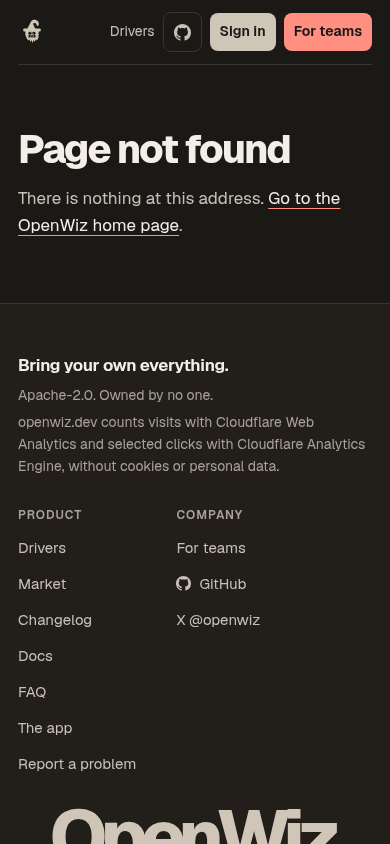 Drivers
Sign in
For teams
Page not found
There is nothing at this address. Go to the
OpenWiz home page.
Bring your own everything.
Apache-2.0. Owned by no one.
openwiz.dev counts visits with Cloudflare Web
Analytics and selected clicks with Cloudflare Analytics
Engine, without cookies or personal data.
PRODUCT
Drivers
Market
Changelog
Docs
FAQ
The app
Report a problem
COMPANY
For teams
GitHub
X @openwiz
OpenWiz